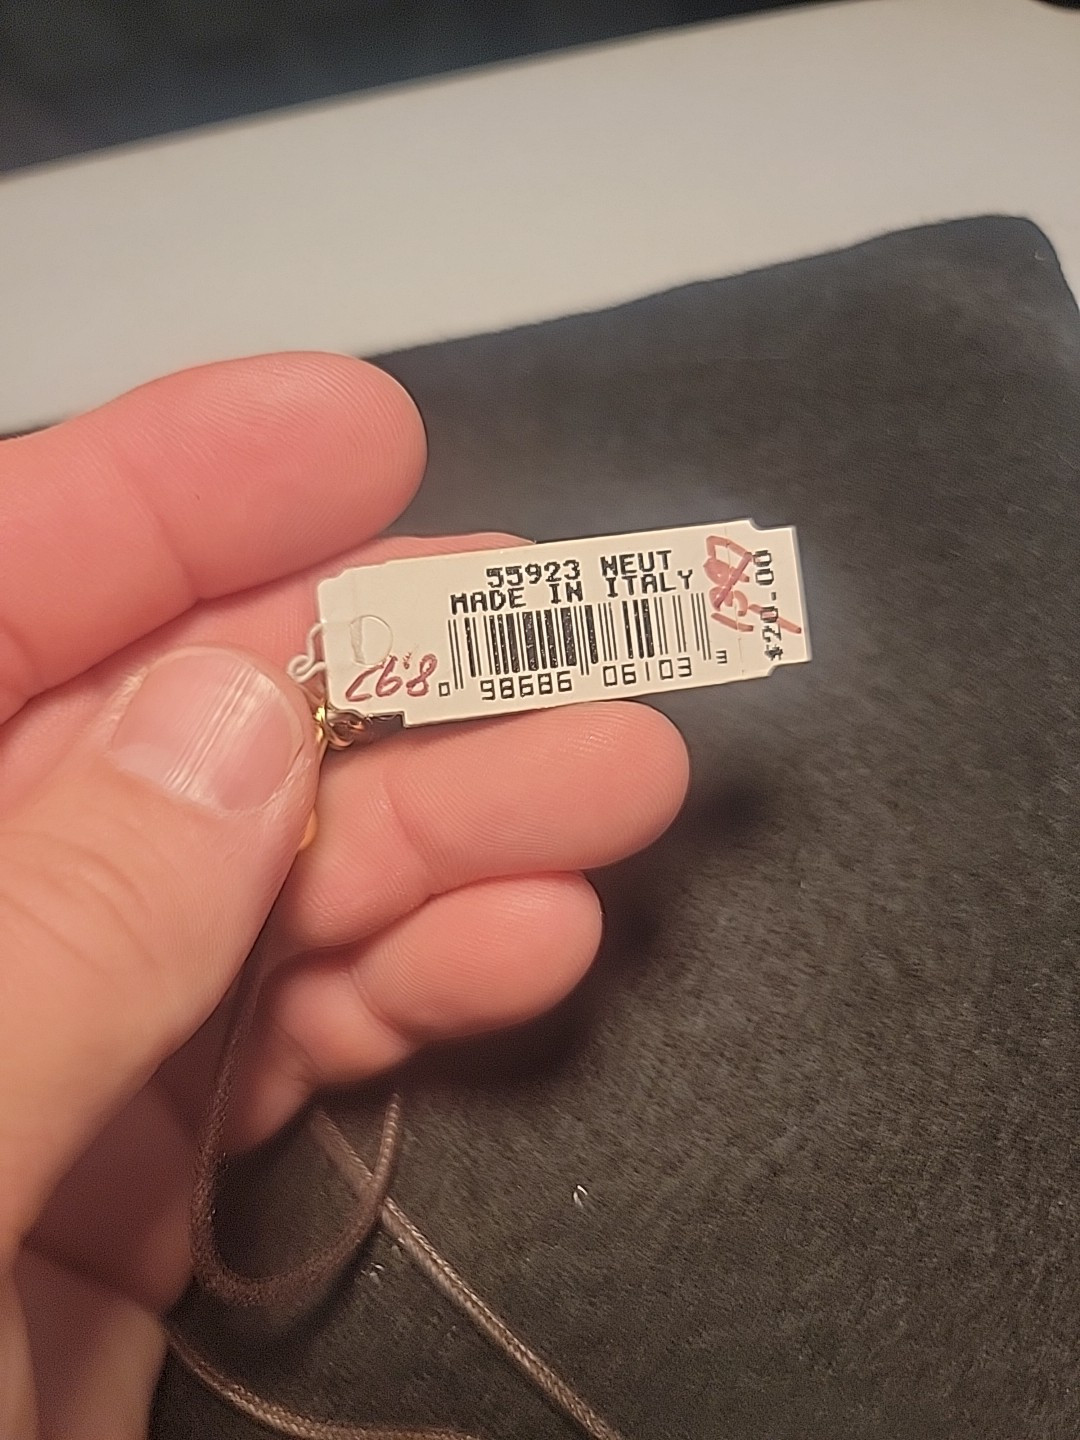 55923 NEUT
MADE IN ITALY
0 98686 06103 3
$20.00
8.97